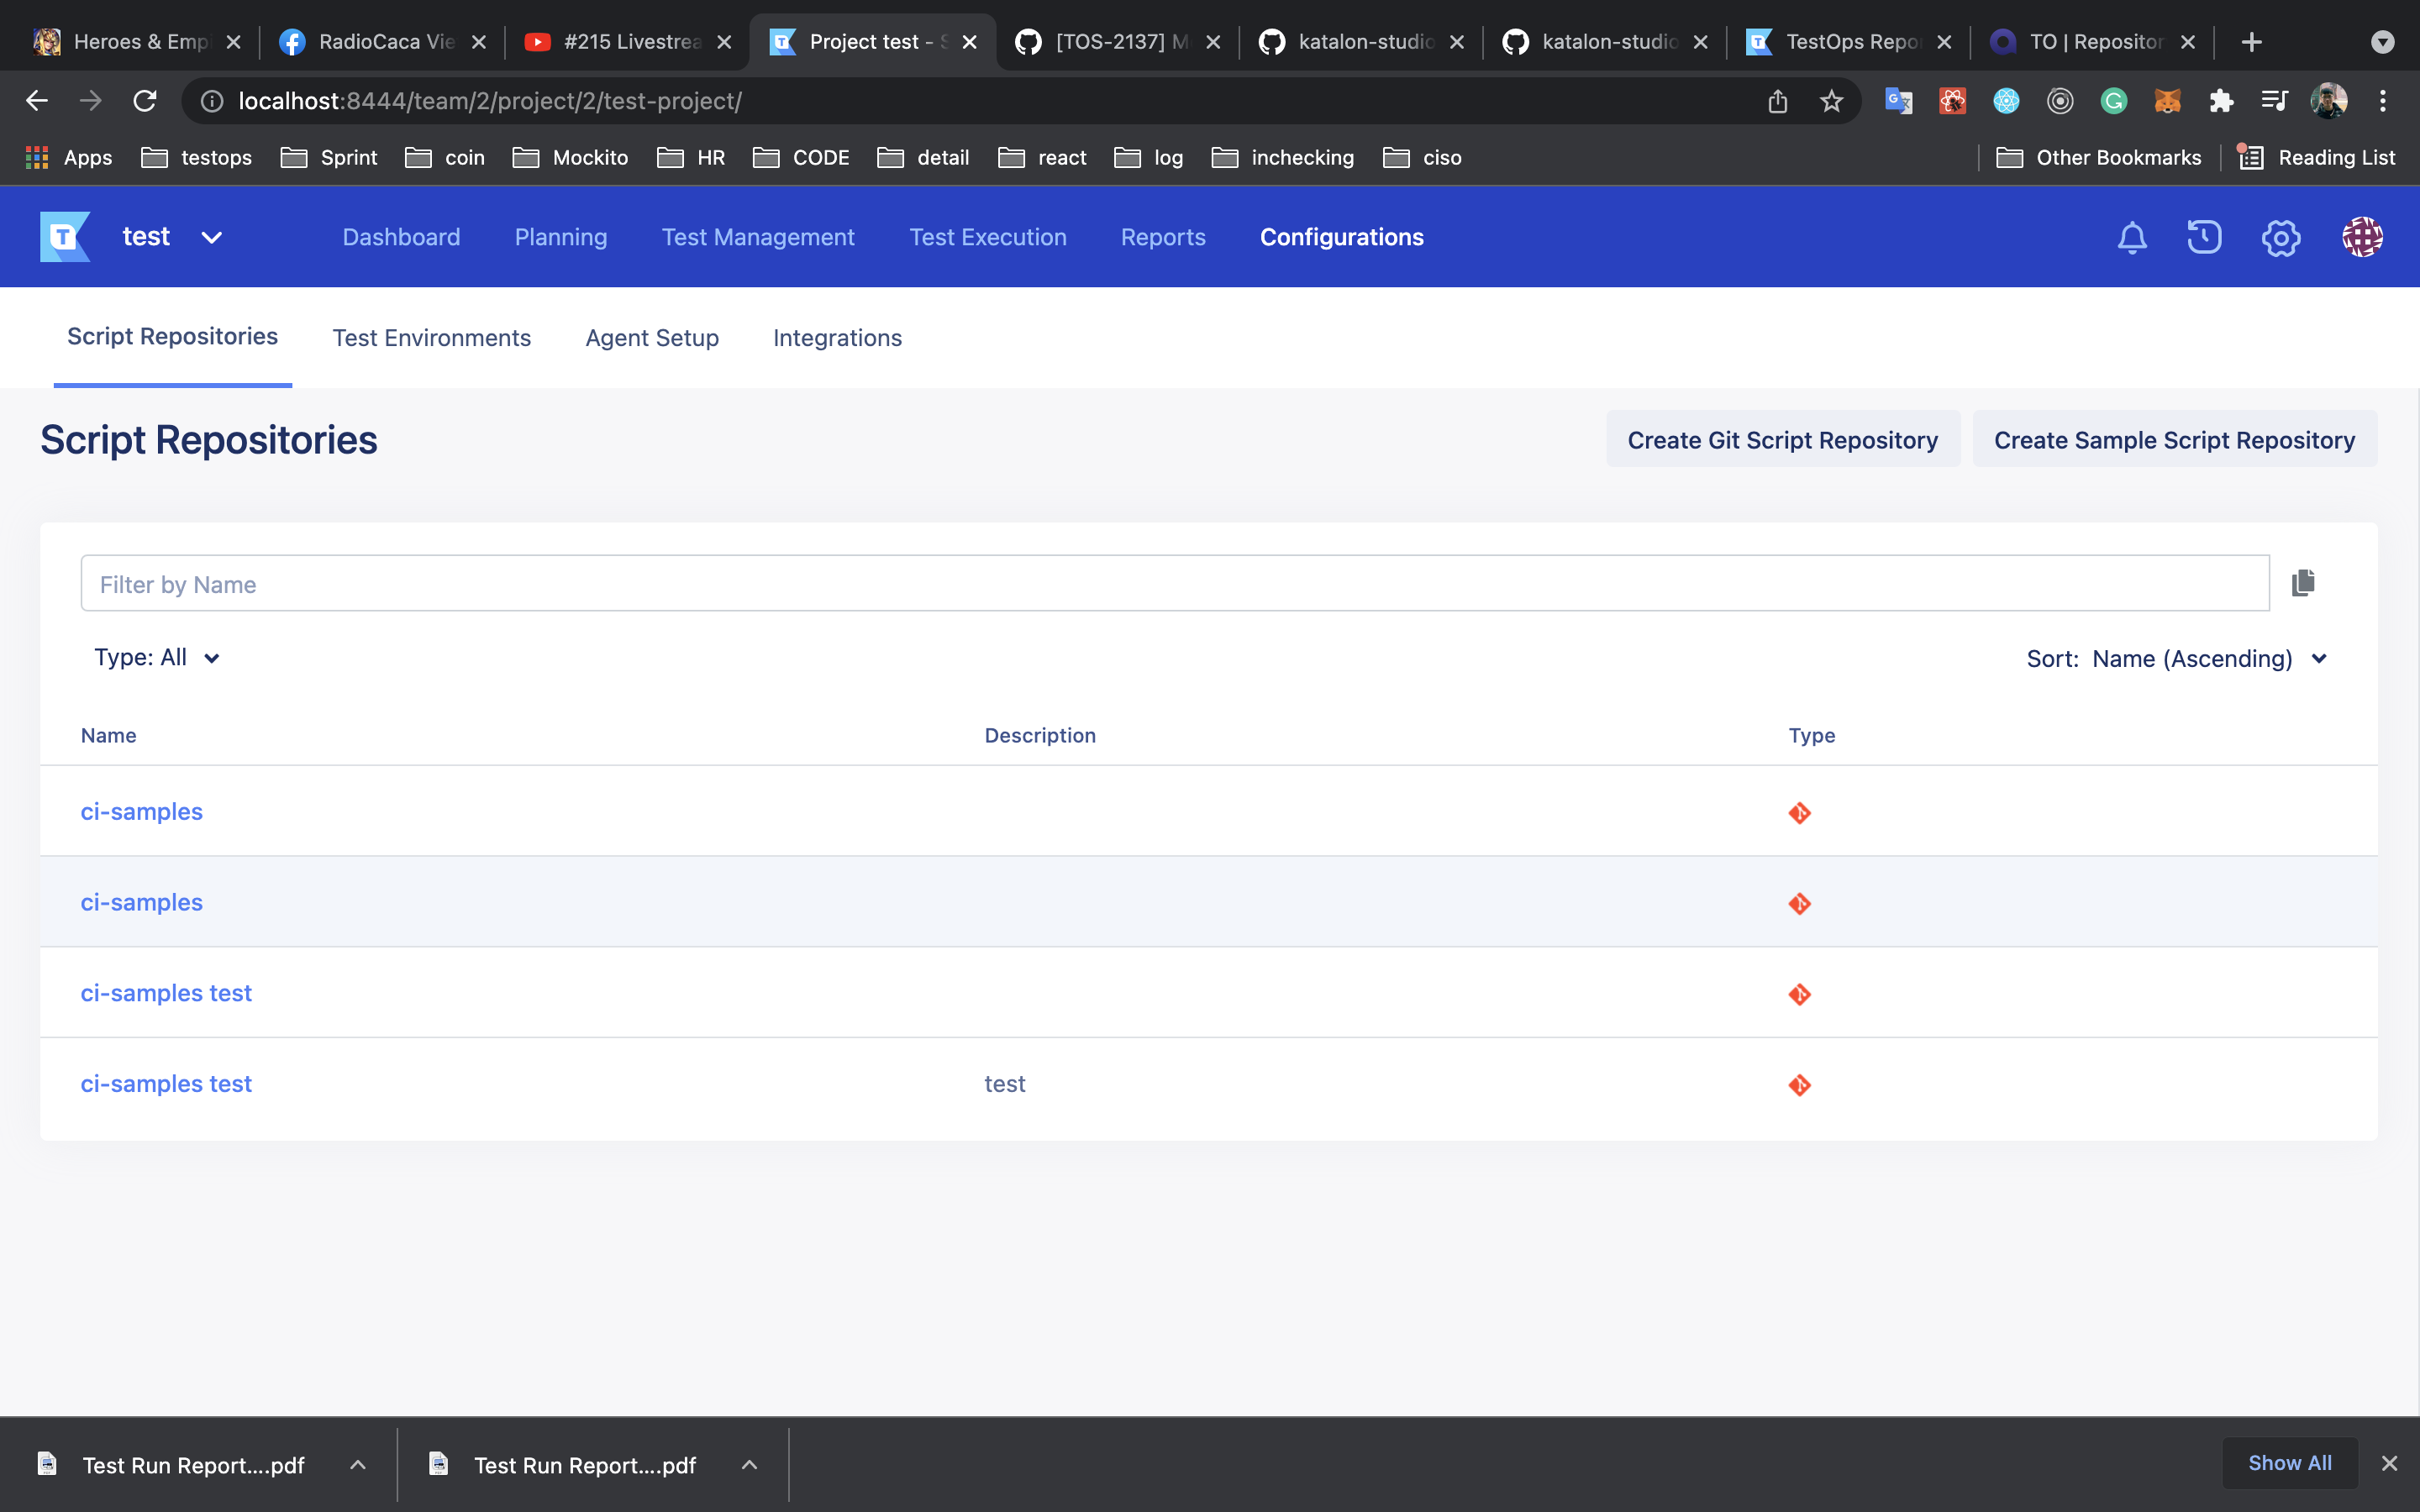 Heroes & Emp
RadioCaca Vie
#215 Livestrea
Project test - S
[TOS-2137] M
katalon-studio
katalon-studio
TestOps Repo
TO | Repositor
localhost:8444/team/2/project/2/test-project/
Apps
testops
Sprint
coin
Mockito
HR
CODE
detail
react
log
inchecking
ciso
Other Bookmarks
Reading List
test
Dashboard
Planning
Test Management
Test Execution
Reports
Configurations
Script Repositories
Test Environments
Agent Setup
Integrations
Script Repositories
Create Git Script Repository
Create Sample Script Repository
Filter by Name
Type: All
Sort: Name (Ascending)
Name
Description
Type
ci-samples
ci-samples
ci-samples test
ci-samples test
test
Test Run Report....pdf
Test Run Report....pdf
Show All